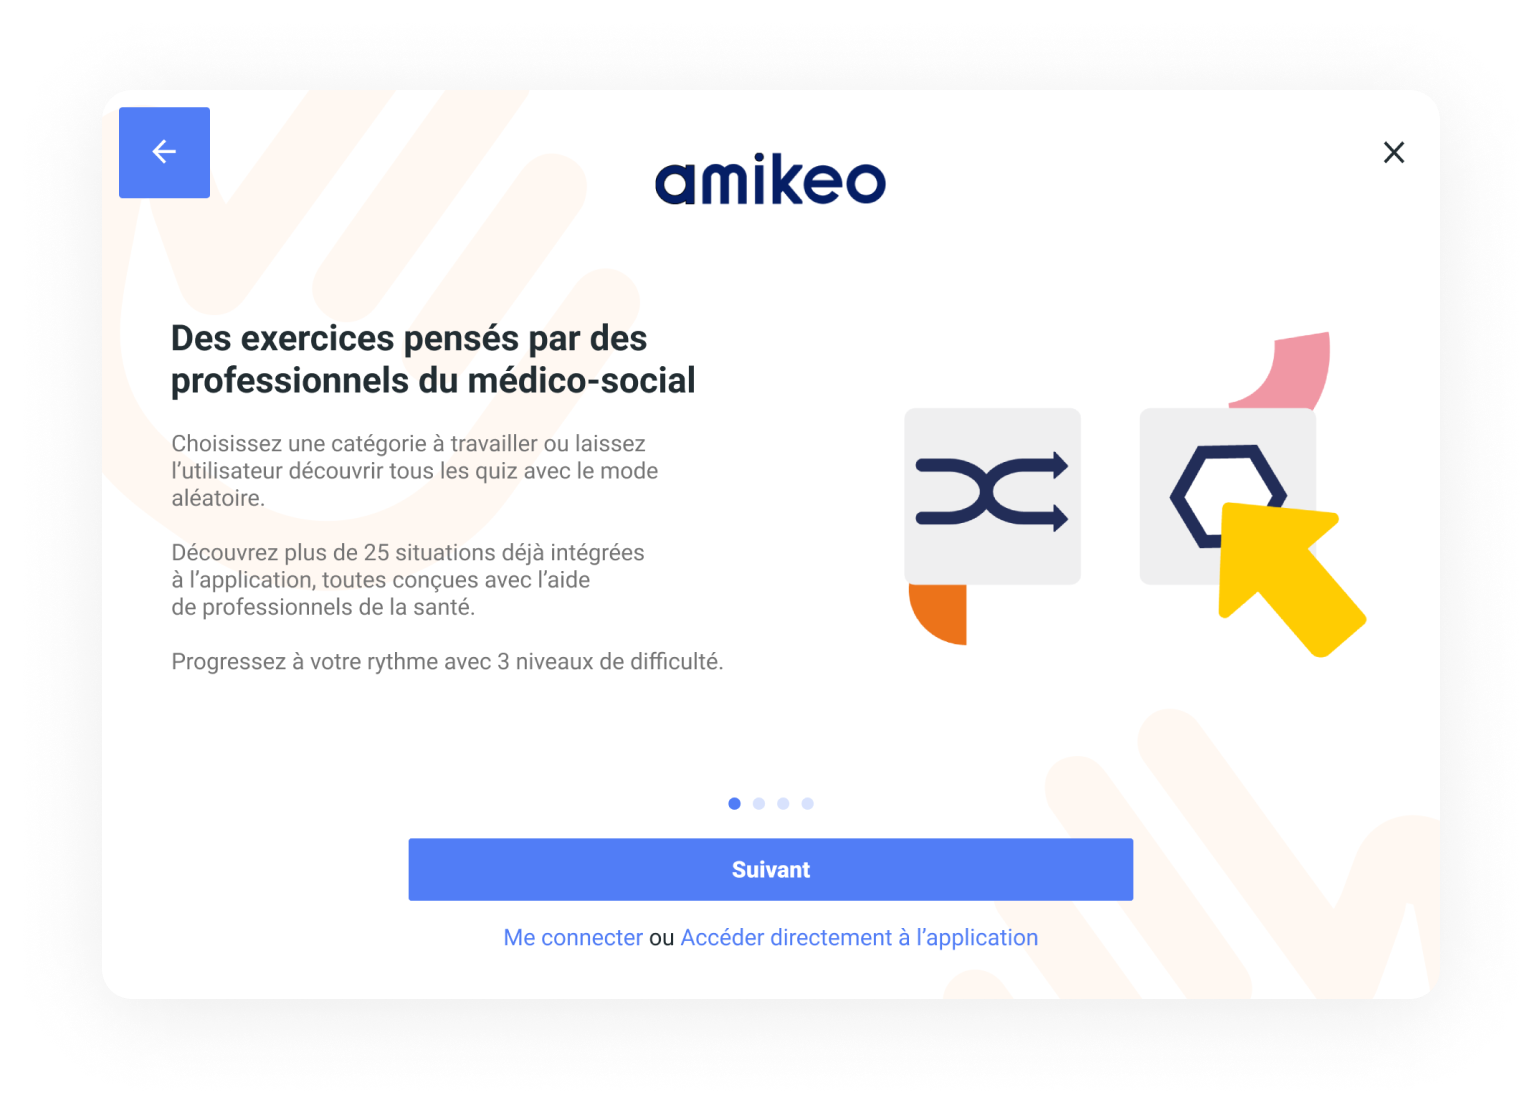 amikeo
Des exercices pensés par des
professionnels du médico-social
Choisissez une catégorie à travailler ou laissez
l’utilisateur découvrir tous les quiz avec le mode
aléatoire.
Découvrez plus de 25 situations déjà intégrées
à l’application, toutes conçues avec l’aide
de professionnels de la santé.
Progressez à votre rythme avec 3 niveaux de difficulté.
Suivant
Me connecter ou Accéder directement à l’application